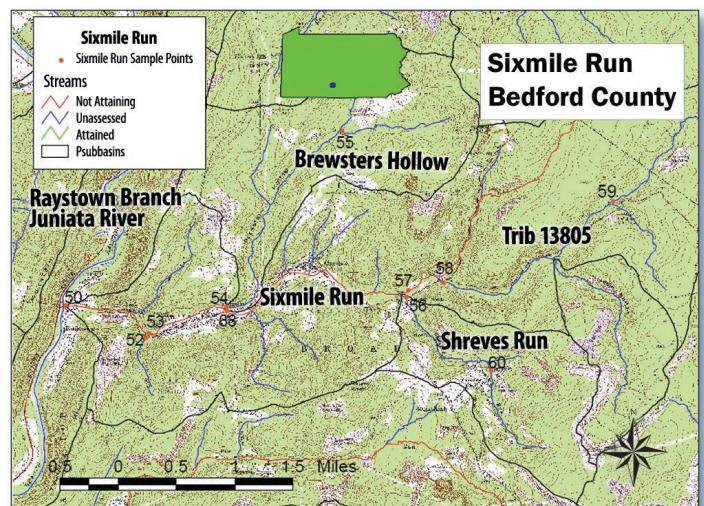 Sixmile Run
Sixmile Run Sample Points
Streams
Not Attaining
Unassessed
Attained
Psubbasins
Sixmile Run
Bedford County
55
Brewsters Hollow
Raystown Branch
Juniata River
59
Trib 13805
50
54
Sixmile Run
57
58
53
52
56
Shreves Run
B R O A D
60
N
0.5 0 0.5 1 1.5 Miles